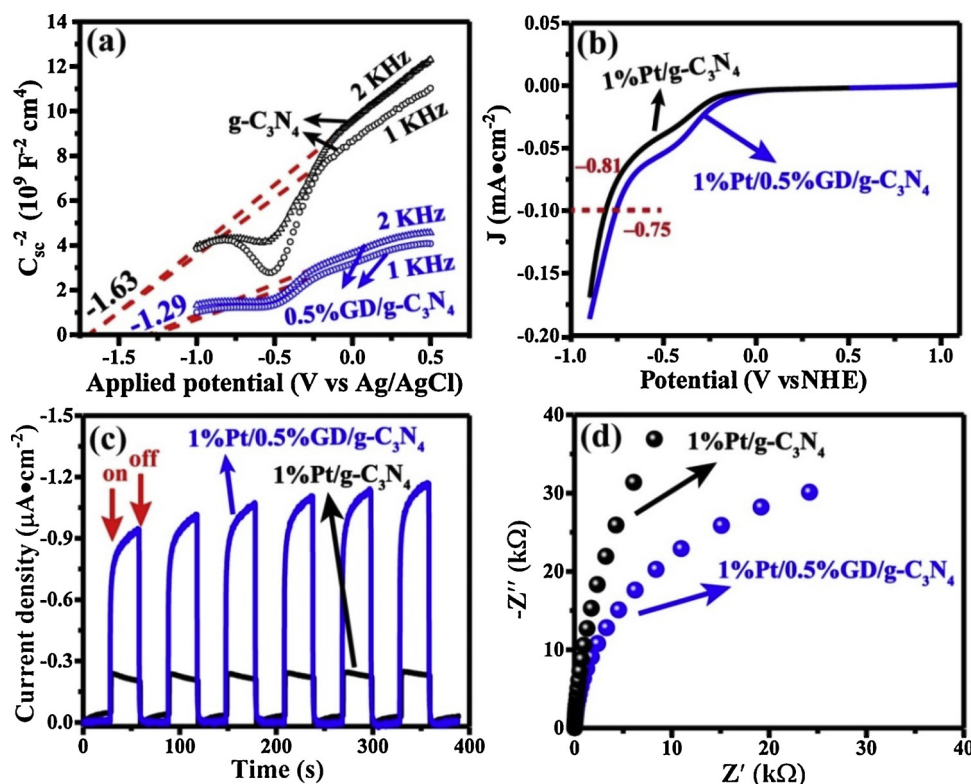 (a)
14
12
10
8
6
4
2
0
C_sc^-2 (10^9 F^-2 cm^4)
2 KHz
g-C₃N₄
1 KHz
2 KHz
1 KHz
0.5%GD/g-C₃N₄
-1.63
-1.29
-1.5 -1.0 -0.5 0.0 0.5
Applied potential (V vs Ag/AgCl)
(b)
0.05
0.00
-0.05
-0.10
-0.15
-0.20
J (mA•cm⁻²)
1%Pt/g-C₃N₄
1%Pt/0.5%GD/g-C₃N₄
−0.81
−0.75
-1.0 -0.5 0.0 0.5 1.0
Potential (V vsNHE)
(c)
-1.5
-1.2
-0.9
-0.6
-0.3
0.0
Current density (μA•cm⁻²)
on off
1%Pt/0.5%GD/g-C₃N₄
1%Pt/g-C₃N₄
0 100 200 300 400
Time (s)
(d)
40
30
20
10
0
-Z″ (kΩ)
1%Pt/g-C₃N₄
1%Pt/0.5%GD/g-C₃N₄
0 10 20 30 40
Z′ (kΩ)